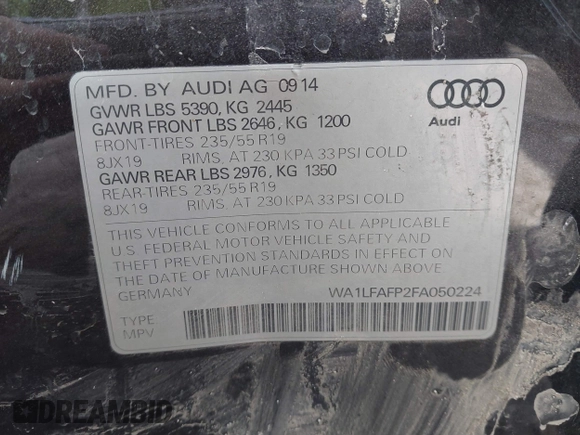 MFD. BY AUDI AG 09 14
GVWR LBS 5390, KG 2445
GAWR FRONT LBS 2646, KG 1200
FRONT-TIRES 235/55 R19
8JX19 RIMS, AT 230 KPA 33 PSI COLD
GAWR REAR LBS 2976, KG 1350
REAR-TIRES 235/55 R19
8JX19 RIMS, AT 230 KPA 33 PSI COLD
Audi
THIS VEHICLE CONFORMS TO ALL APPLICABLE
U.S. FEDERAL MOTOR VEHICLE SAFETY AND
THEFT PREVENTION STANDARDS IN EFFECT ON
THE DATE OF MANUFACTURE SHOWN ABOVE.
GERMANY
WA1LFAFP2FA050224
TYPE
MPV
DREAMBID